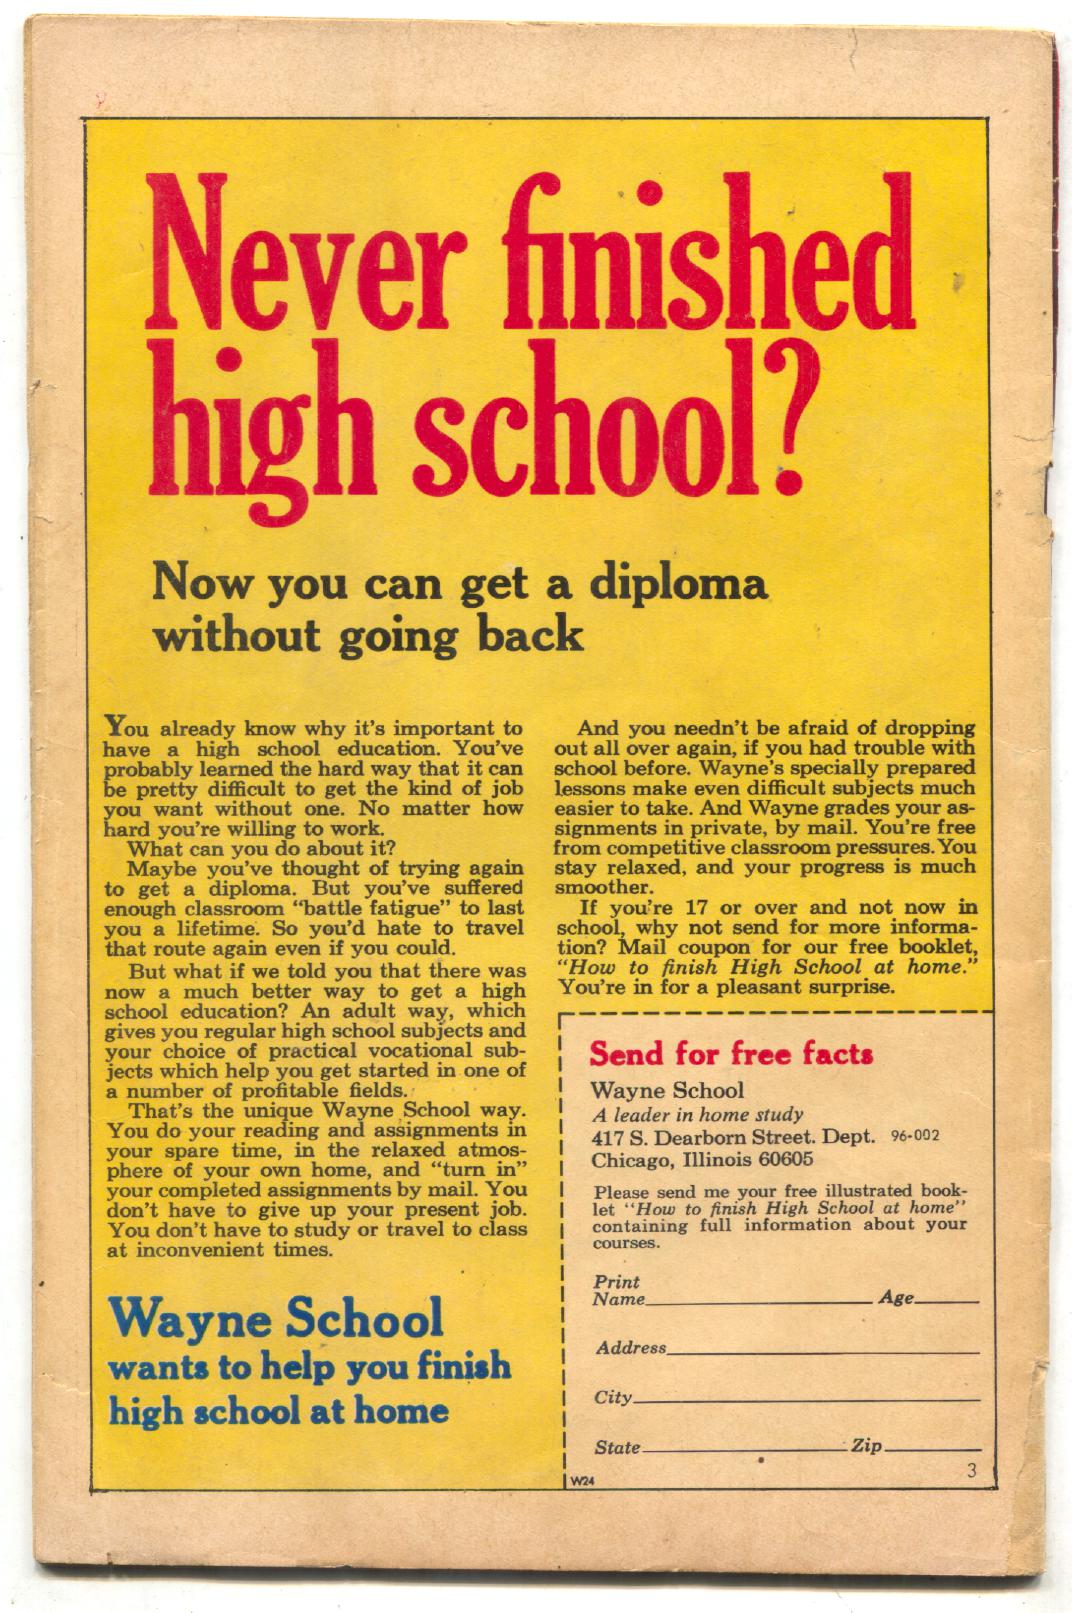 Never finished
high school?
Now you can get a diploma
without going back
You already know why it's important to
have a high school education. You've
probably learned the hard way that it can
be pretty difficult to get the kind of job
you want without one. No matter how
hard you're willing to work.
What can you do about it?
Maybe you've thought of trying again
to get a diploma. But you've suffered
enough classroom "battle fatigue" to last
you a lifetime. So you'd hate to travel
that route again even if you could.
But what if we told you that there was
now a much better way to get a high
school education? An adult way, which
gives you regular high school subjects and
your choice of practical vocational sub-
jects which help you get started in one of
a number of profitable fields.
That's the unique Wayne School way.
You do your reading and assignments in
your spare time, in the relaxed atmos-
phere of your own home, and "turn in"
your completed assignments by mail. You
don't have to give up your present job.
You don't have to study or travel to class
at inconvenient times.
Wayne School
wants to help you finish
high school at home
And you needn't be afraid of dropping
out all over again, if you had trouble with
school before. Wayne's specially prepared
lessons make even difficult subjects much
easier to take. And Wayne grades your as-
signments in private, by mail. You're free
from competitive classroom pressures. You
stay relaxed, and your progress is much
smoother.
If you're 17 or over and not now in
school, why not send for more informa-
tion? Mail coupon for our free booklet,
"How to finish High School at home."
You're in for a pleasant surprise.
Send for free facts
Wayne School
A leader in home study
417 S. Dearborn Street. Dept. 96-002
Chicago, Illinois 60605
Please send me your free illustrated book-
let "How to finish High School at home"
containing full information about your
courses.
Print
Name Age
Address
City
State Zip
3
W24